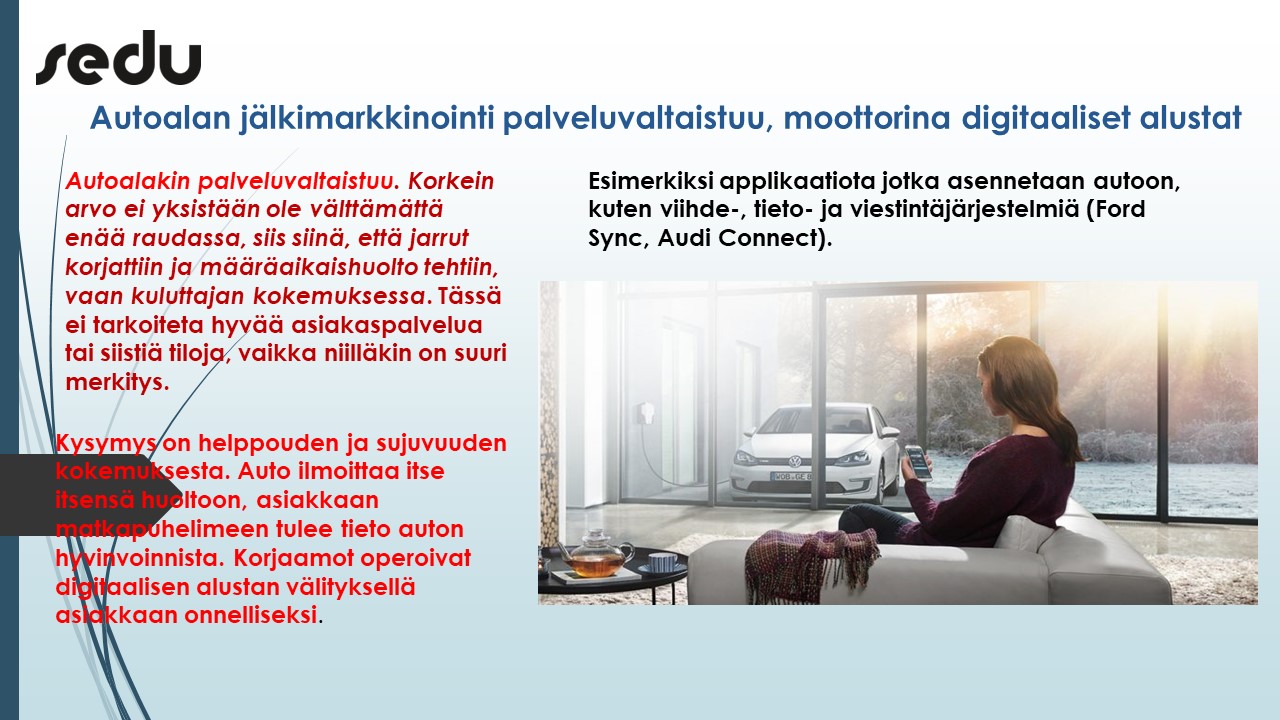 sedu
Autoalan jälkimarkkinointi palveluvaltaistuu, moottorina digitaaliset alustat
Autoalakin palveluvaltaistuu. Korkein
arvo ei yksistään ole välttämättä
enää raudassa, siis siinä, että jarrut
korjattiin ja määräaikaishuolto tehtiin,
vaan kuluttajan kokemuksessa. Tässä
ei tarkoiteta hyvää asiakaspalvelua
tai siistiä tiloja, vaikka niilläkin on suuri
merkitys.
Kysymys on helppouden ja sujuvuuden
kokemuksesta. Auto ilmoittaa itse
itsensä huoltoon, asiakkaan
matkapuhelimeen tulee tieto auton
hyvinvoinnista. Korjaamot operoivat
digitaalisen alustan välityksellä
asiakkaan onnelliseksi.
Esimerkiksi applikaatiota jotka asennetaan autoon,
kuten viihde-, tieto- ja viestintäjärjestelmiä (Ford
Sync, Audi Connect).